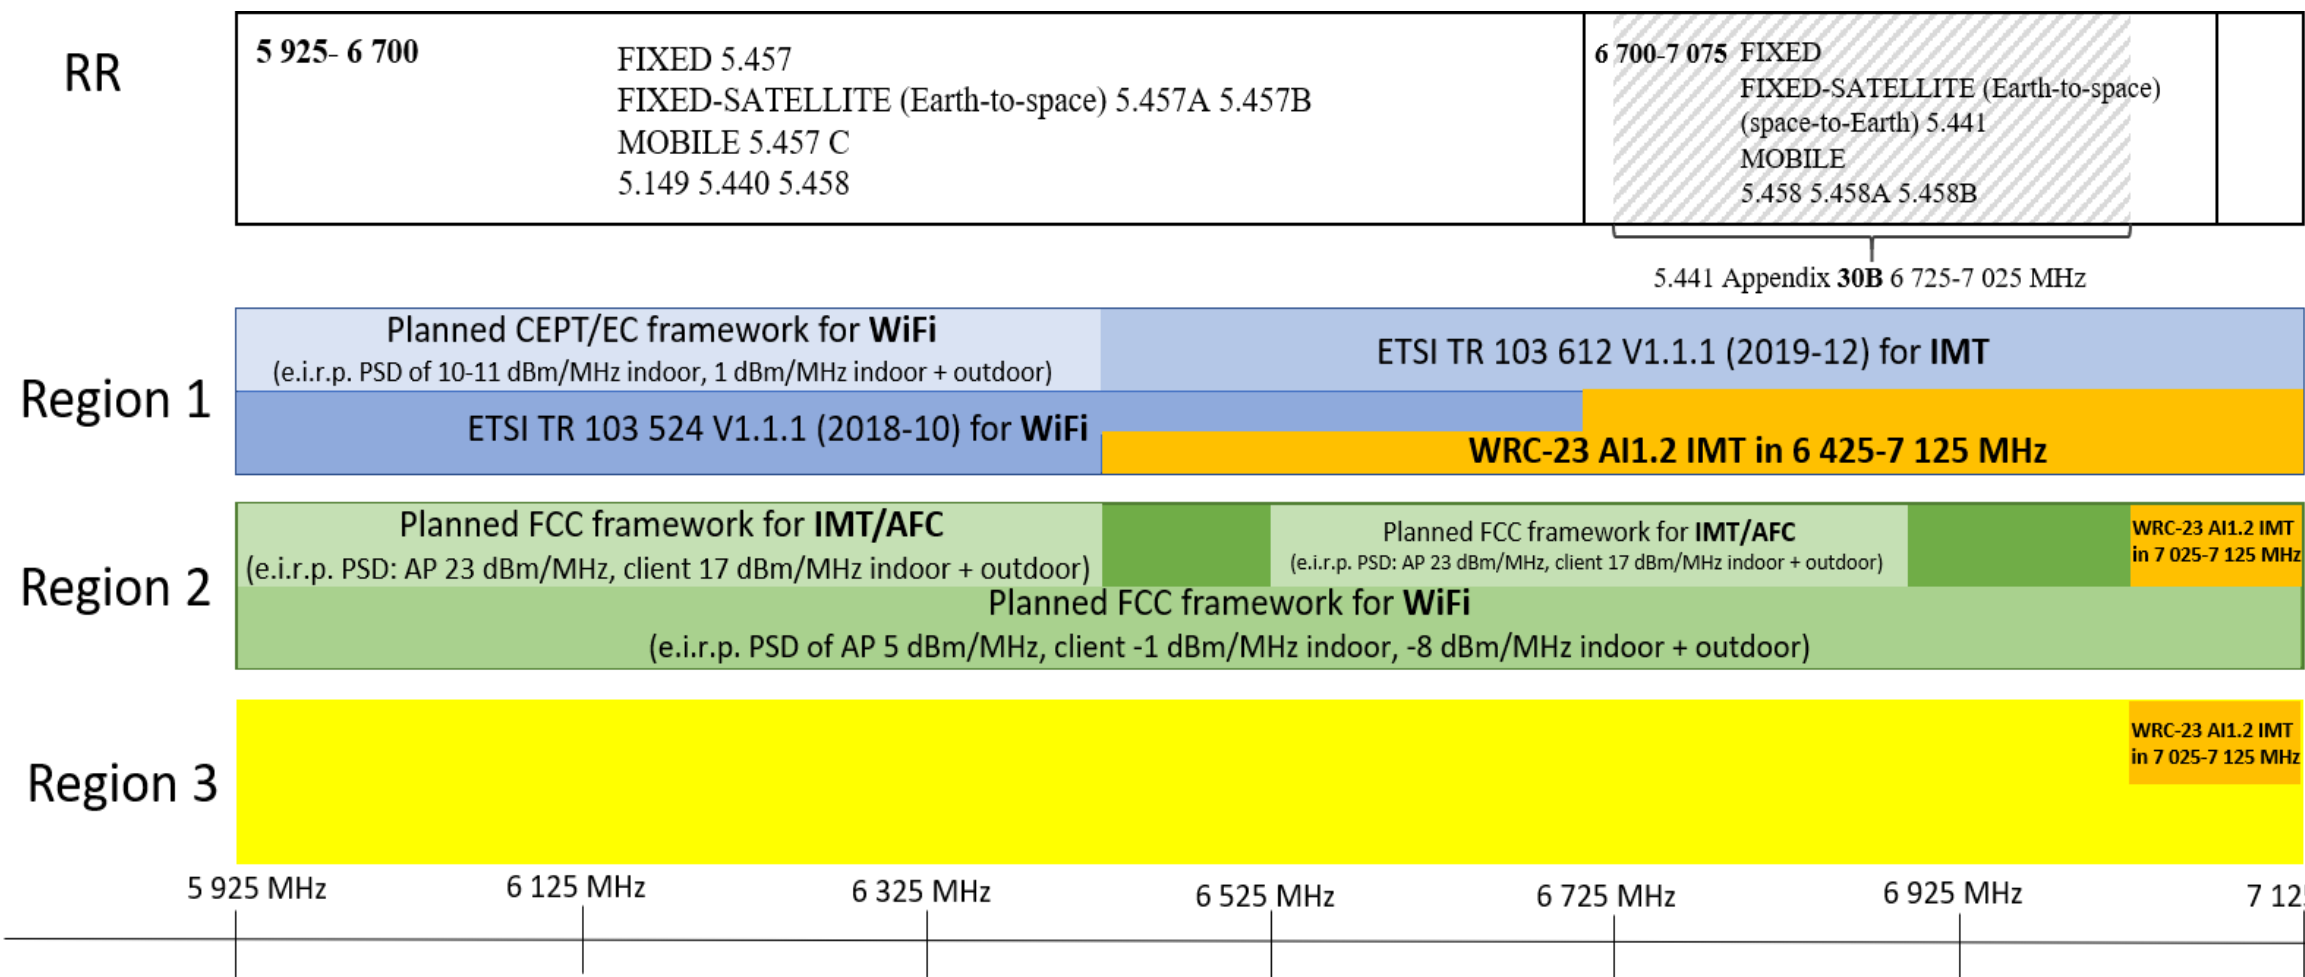 RR
5 925- 6 700
FIXED 5.457
FIXED-SATELLITE (Earth-to-space) 5.457A 5.457B
MOBILE 5.457 C
5.149 5.440 5.458
6 700-7 075 FIXED
FIXED-SATELLITE (Earth-to-space)
(space-to-Earth) 5.441
MOBILE
5.458 5.458A 5.458B
5.441 Appendix 30B 6 725-7 025 MHz
Region 1
Planned CEPT/EC framework for WiFi
(e.i.r.p. PSD of 10-11 dBm/MHz indoor, 1 dBm/MHz indoor + outdoor)
ETSI TR 103 612 V1.1.1 (2019-12) for IMT
ETSI TR 103 524 V1.1.1 (2018-10) for WiFi
WRC-23 AI1.2 IMT in 6 425-7 125 MHz
Region 2
Planned FCC framework for IMT/AFC
(e.i.r.p. PSD: AP 23 dBm/MHz, client 17 dBm/MHz indoor + outdoor)
Planned FCC framework for IMT/AFC
(e.i.r.p. PSD: AP 23 dBm/MHz, client 17 dBm/MHz indoor + outdoor)
WRC-23 AI1.2 IMT
in 7 025-7 125 MHz
Planned FCC framework for WiFi
(e.i.r.p. PSD of AP 5 dBm/MHz, client -1 dBm/MHz indoor, -8 dBm/MHz indoor + outdoor)
Region 3
WRC-23 AI1.2 IMT
in 7 025-7 125 MHz
5 925 MHz
6 125 MHz
6 325 MHz
6 525 MHz
6 725 MHz
6 925 MHz
7 12